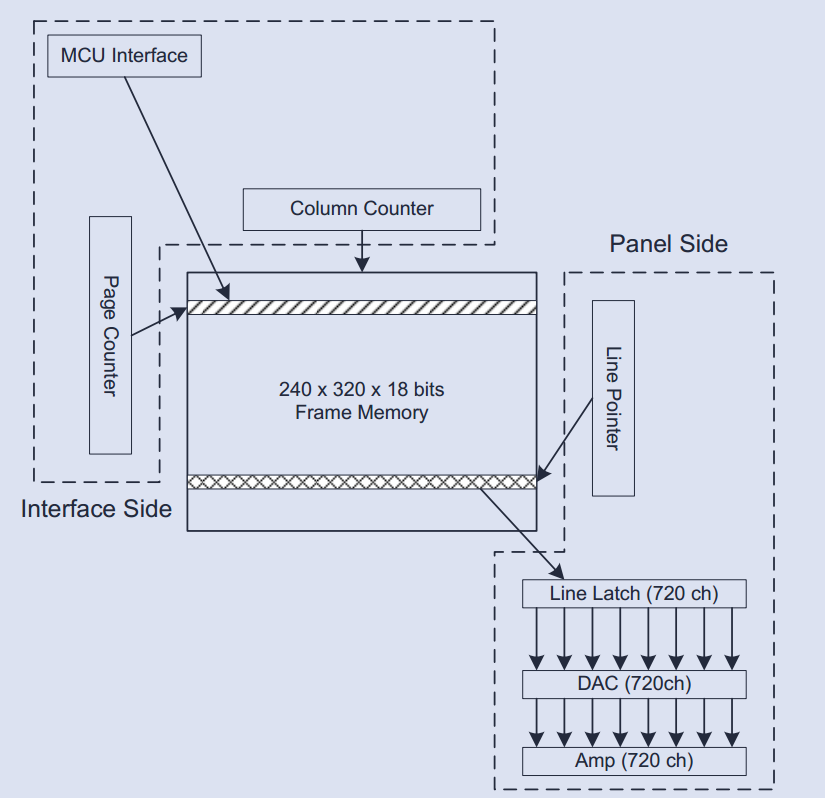 MCU Interface
Column Counter
Panel Side
Page Counter
Line Pointer
240 x 320 x 18 bits
Frame Memory
Interface Side
Line Latch (720 ch)
DAC (720ch)
Amp (720 ch)